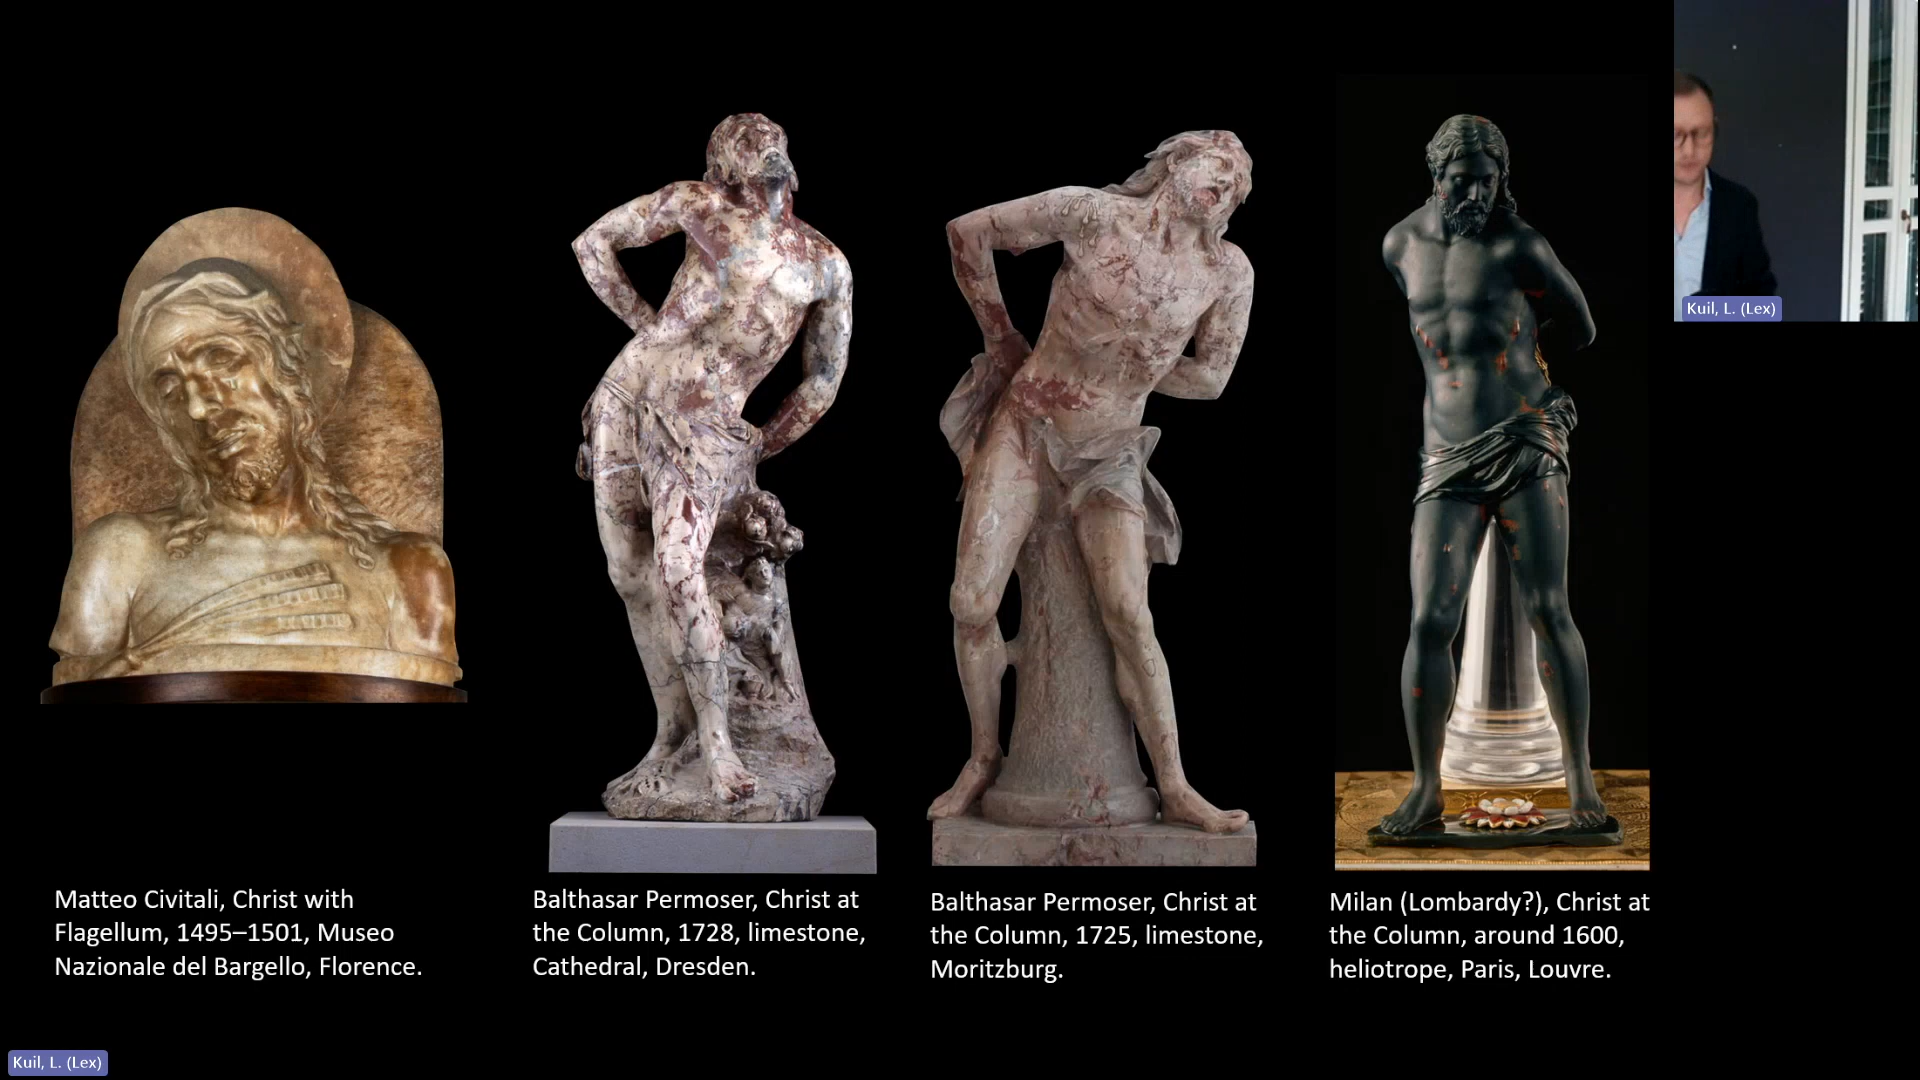 Kuil, L. (Lex)
Matteo Civitali, Christ with
Flagellum, 1495–1501, Museo
Nazionale del Bargello, Florence.
Balthasar Permoser, Christ at
the Column, 1728, limestone,
Cathedral, Dresden.
Balthasar Permoser, Christ at
the Column, 1725, limestone,
Moritzburg.
Milan (Lombardy?), Christ at
the Column, around 1600,
heliotrope, Paris, Louvre.
Kuil, L. (Lex)